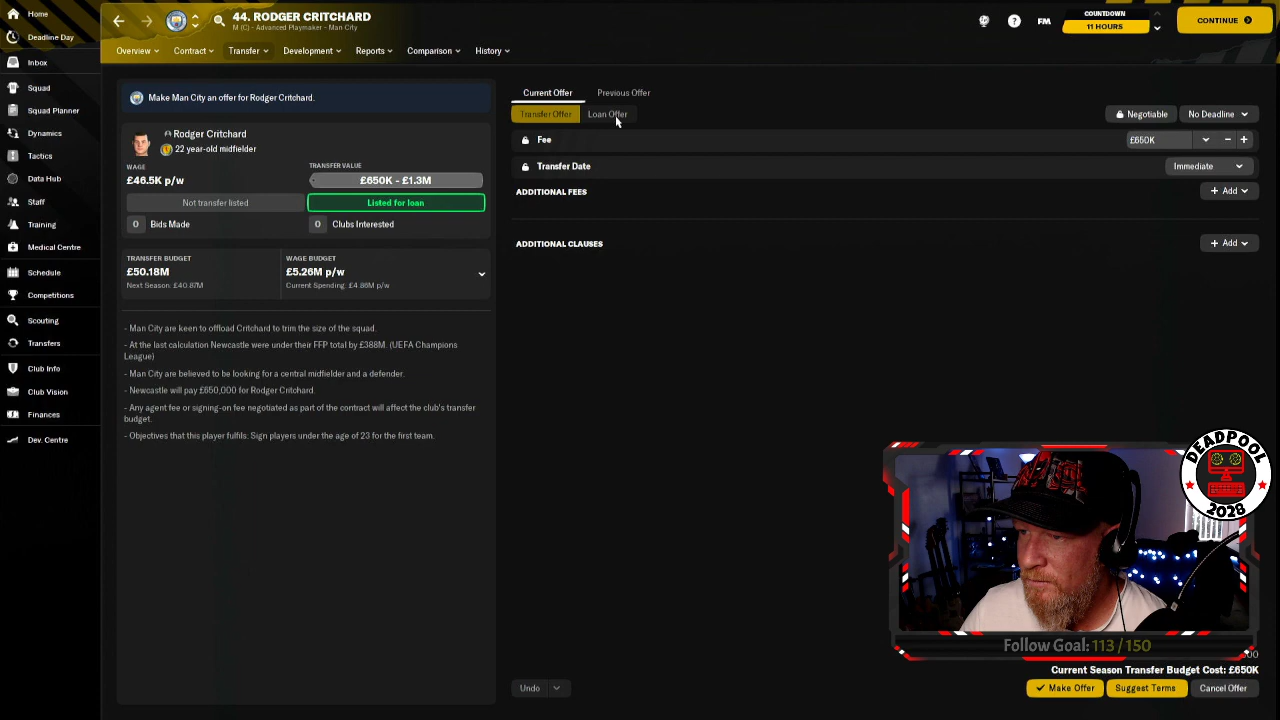 Home
Deadline Day
Inbox
Squad
Squad Planner
Dynamics
Tactics
Data Hub
Staff
Training
Medical Centre
Schedule
Competitions
Scouting
Transfers
Club Info
Club Vision
Finances
Dev. Centre
44. RODGER CRITCHARD
M (C) - Advanced Playmaker - Man City
FM
COUNTDOWN
11 HOURS
CONTINUE
Overview
Contract
Transfer
Development
Reports
Comparison
History
Make Man City an offer for Rodger Critchard.
Rodger Critchard
22 year-old midfielder
WAGE
TRANSFER VALUE
£46.5K p/w
£650K - £1.3M
Not transfer listed
Listed for loan
0 Bids Made
0 Clubs Interested
TRANSFER BUDGET
WAGE BUDGET
£50.18M
£5.26M p/w
Next Season: £40.87M
Current Spending: £4.86M p/w
- Man City are keen to offload Critchard to trim the size of the squad.
- At the last calculation Newcastle were under their FFP total by £388M. (UEFA Champions
League)
- Man City are believed to be looking for a central midfielder and a defender.
- Newcastle will pay £650,000 for Rodger Critchard.
- Any agent fee or signing-on fee negotiated as part of the contract will affect the club's transfer
budget.
- Objectives that this player fulfils: Sign players under the age of 23 for the first team.
Current Offer
Previous Offer
Transfer Offer
Loan Offer
Negotiable
No Deadline
Fee
£650K
Transfer Date
Immediate
ADDITIONAL FEES
+ Add
ADDITIONAL CLAUSES
+ Add
DEADPOOL
2028
Follow Goal: 113 / 150
Current Season Transfer Budget Cost: £650K
Undo
Make Offer
Suggest Terms
Cancel Offer